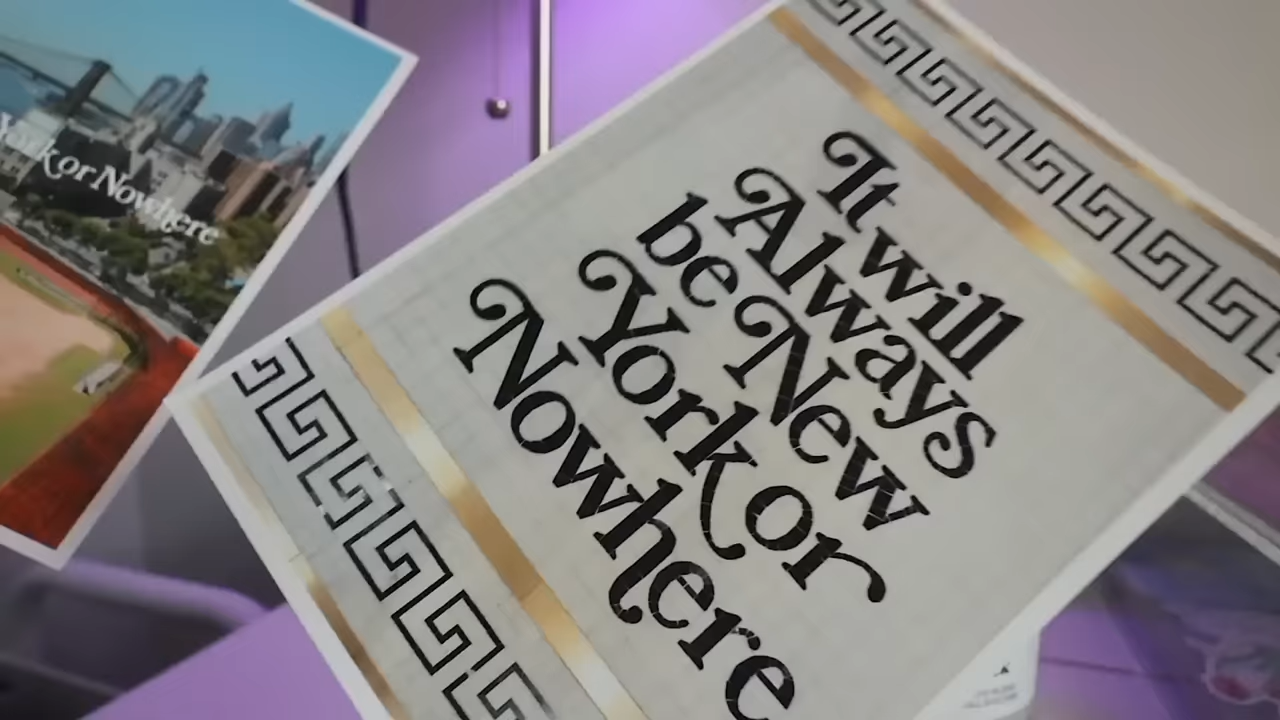 York or Nowhere
It will
Always
be New
York or
Nowhere